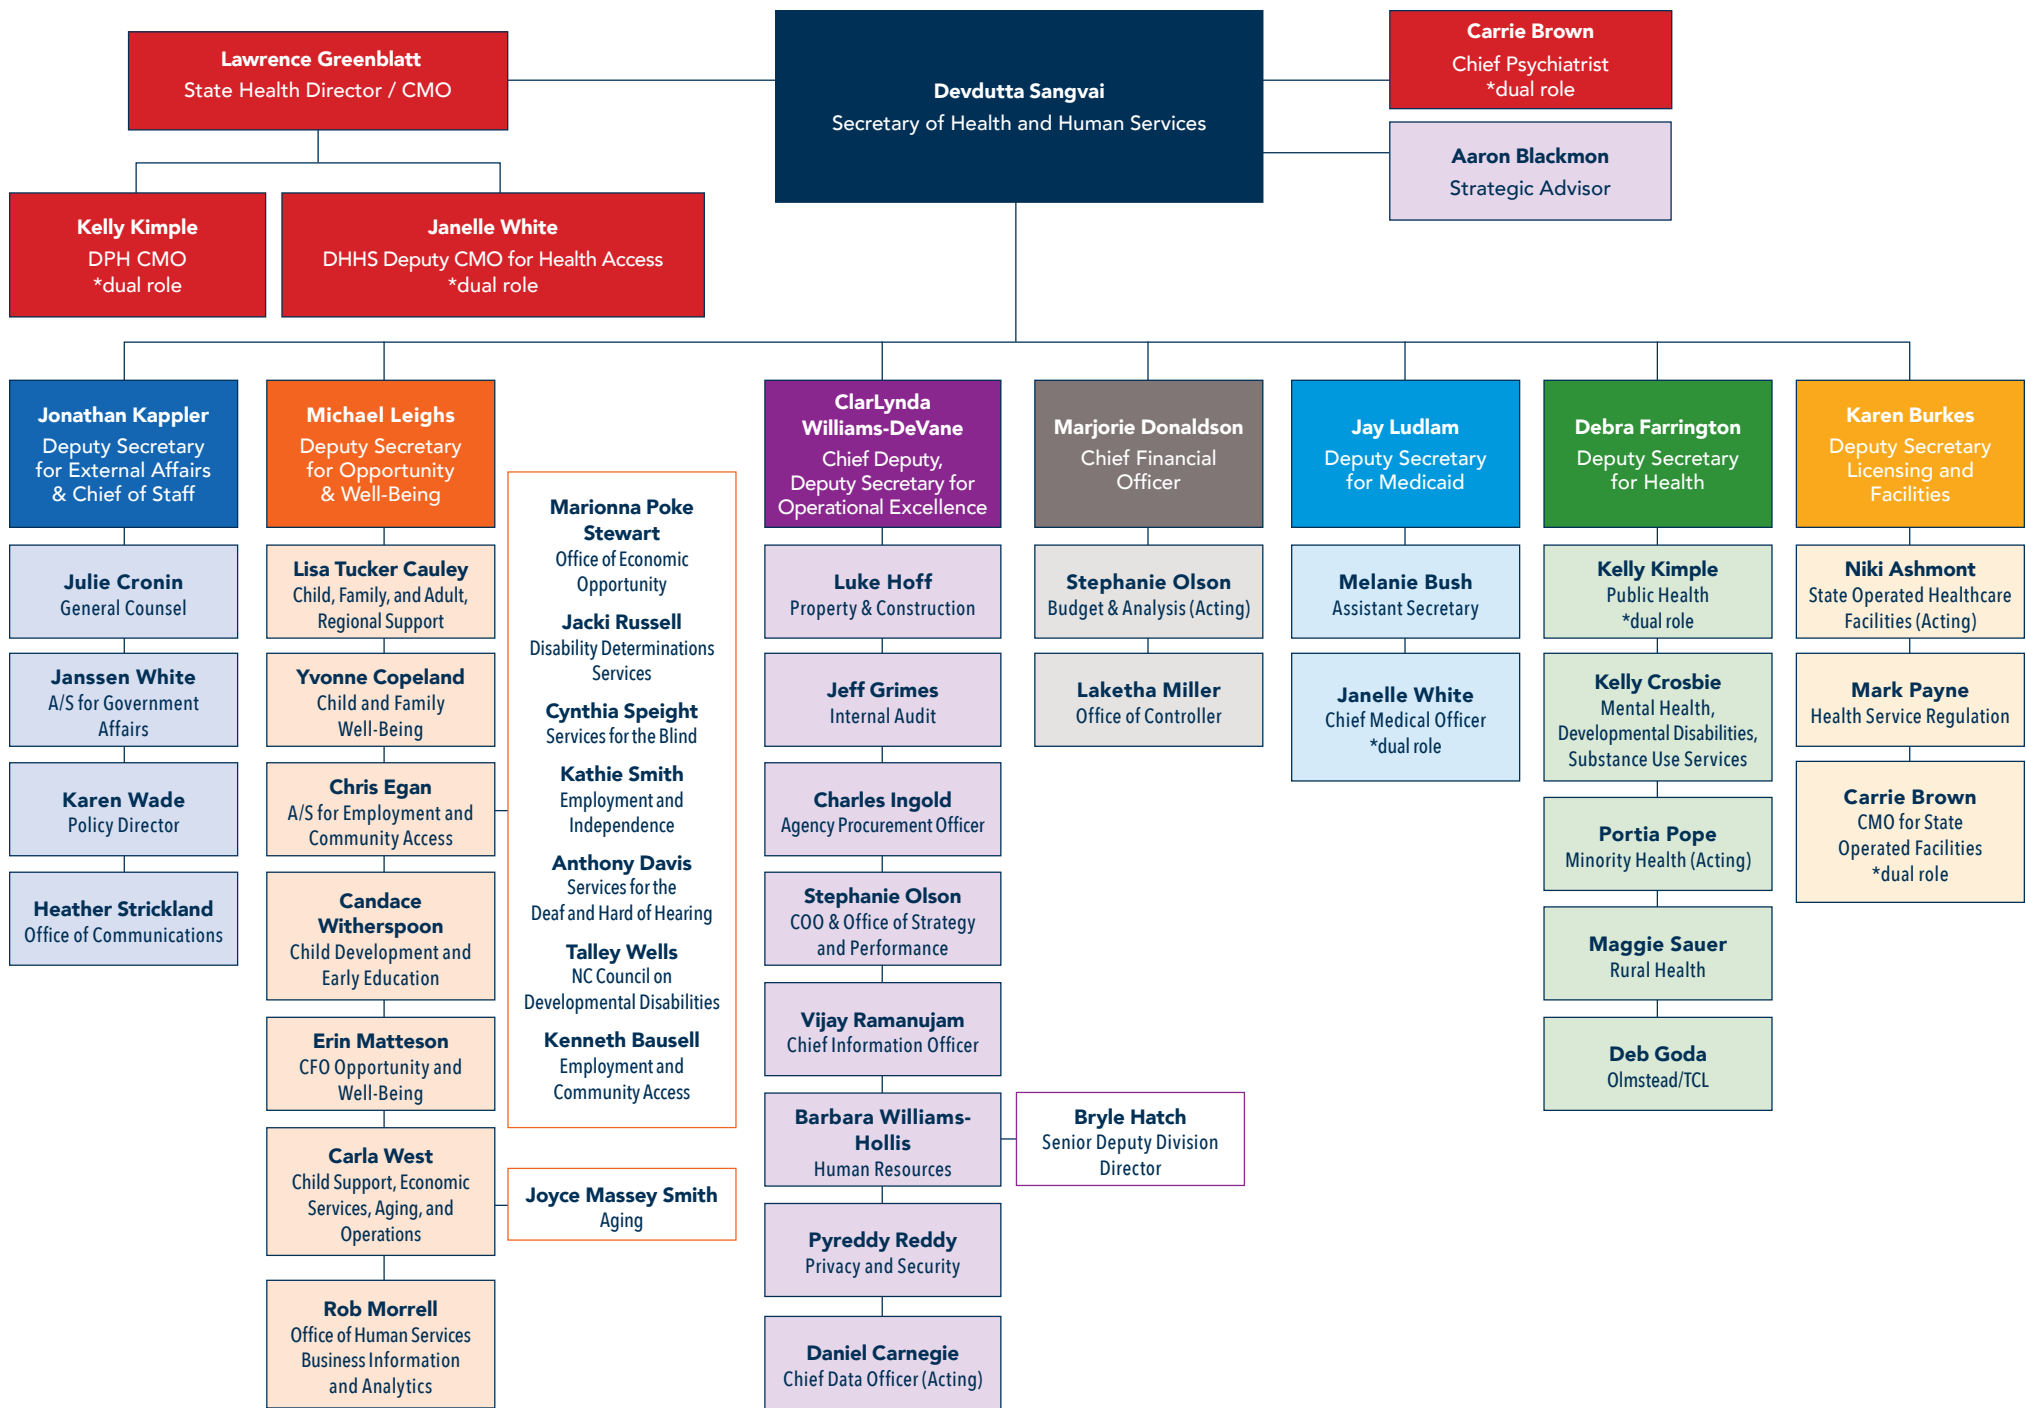 Lawrence Greenblatt
State Health Director / CMO
Devdutta Sangvai
Secretary of Health and Human Services
Carrie Brown
Chief Psychiatrist
*dual role
Aaron Blackmon
Strategic Advisor
Kelly Kimple
DPH CMO
*dual role
Janelle White
DHHS Deputy CMO for Health Access
*dual role
Jonathan Kappler
Deputy Secretary
for External Affairs
& Chief of Staff
Julie Cronin
General Counsel
Janssen White
A/S for Government
Affairs
Karen Wade
Policy Director
Heather Strickland
Office of Communications
Michael Leighs
Deputy Secretary
for Opportunity
& Well-Being
Lisa Tucker Cauley
Child, Family, and Adult,
Regional Support
Yvonne Copeland
Child and Family
Well-Being
Chris Egan
A/S for Employment and
Community Access
Candace
Witherspoon
Child Development and
Early Education
Erin Matteson
CFO Opportunity and
Well-Being
Carla West
Child Support, Economic
Services, Aging, and
Operations
Rob Morrell
Office of Human Services
Business Information
and Analytics
Marionna Poke
Stewart
Office of Economic
Opportunity
Jacki Russell
Disability Determinations
Services
Cynthia Speight
Services for the Blind
Kathie Smith
Employment and
Independence
Anthony Davis
Services for the
Deaf and Hard of Hearing
Talley Wells
NC Council on
Developmental Disabilities
Kenneth Bausell
Employment and
Community Access
Joyce Massey Smith
Aging
ClarLynda
Williams-DeVane
Chief Deputy,
Deputy Secretary for
Operational Excellence
Luke Hoff
Property & Construction
Jeff Grimes
Internal Audit
Charles Ingold
Agency Procurement Officer
Stephanie Olson
COO & Office of Strategy
and Performance
Vijay Ramanujam
Chief Information Officer
Barbara Williams-
Hollis
Human Resources
Bryle Hatch
Senior Deputy Division
Director
Pyreddy Reddy
Privacy and Security
Daniel Carnegie
Chief Data Officer (Acting)
Marjorie Donaldson
Chief Financial
Officer
Stephanie Olson
Budget & Analysis (Acting)
Laketha Miller
Office of Controller
Jay Ludlam
Deputy Secretary
for Medicaid
Melanie Bush
Assistant Secretary
Janelle White
Chief Medical Officer
*dual role
Debra Farrington
Deputy Secretary
for Health
Kelly Kimple
Public Health
*dual role
Kelly Crosbie
Mental Health,
Developmental Disabilities,
Substance Use Services
Portia Pope
Minority Health (Acting)
Maggie Sauer
Rural Health
Deb Goda
Olmstead/TCL
Karen Burkes
Deputy Secretary
Licensing and
Facilities
Niki Ashmont
State Operated Healthcare
Facilities (Acting)
Mark Payne
Health Service Regulation
Carrie Brown
CMO for State
Operated Facilities
*dual role